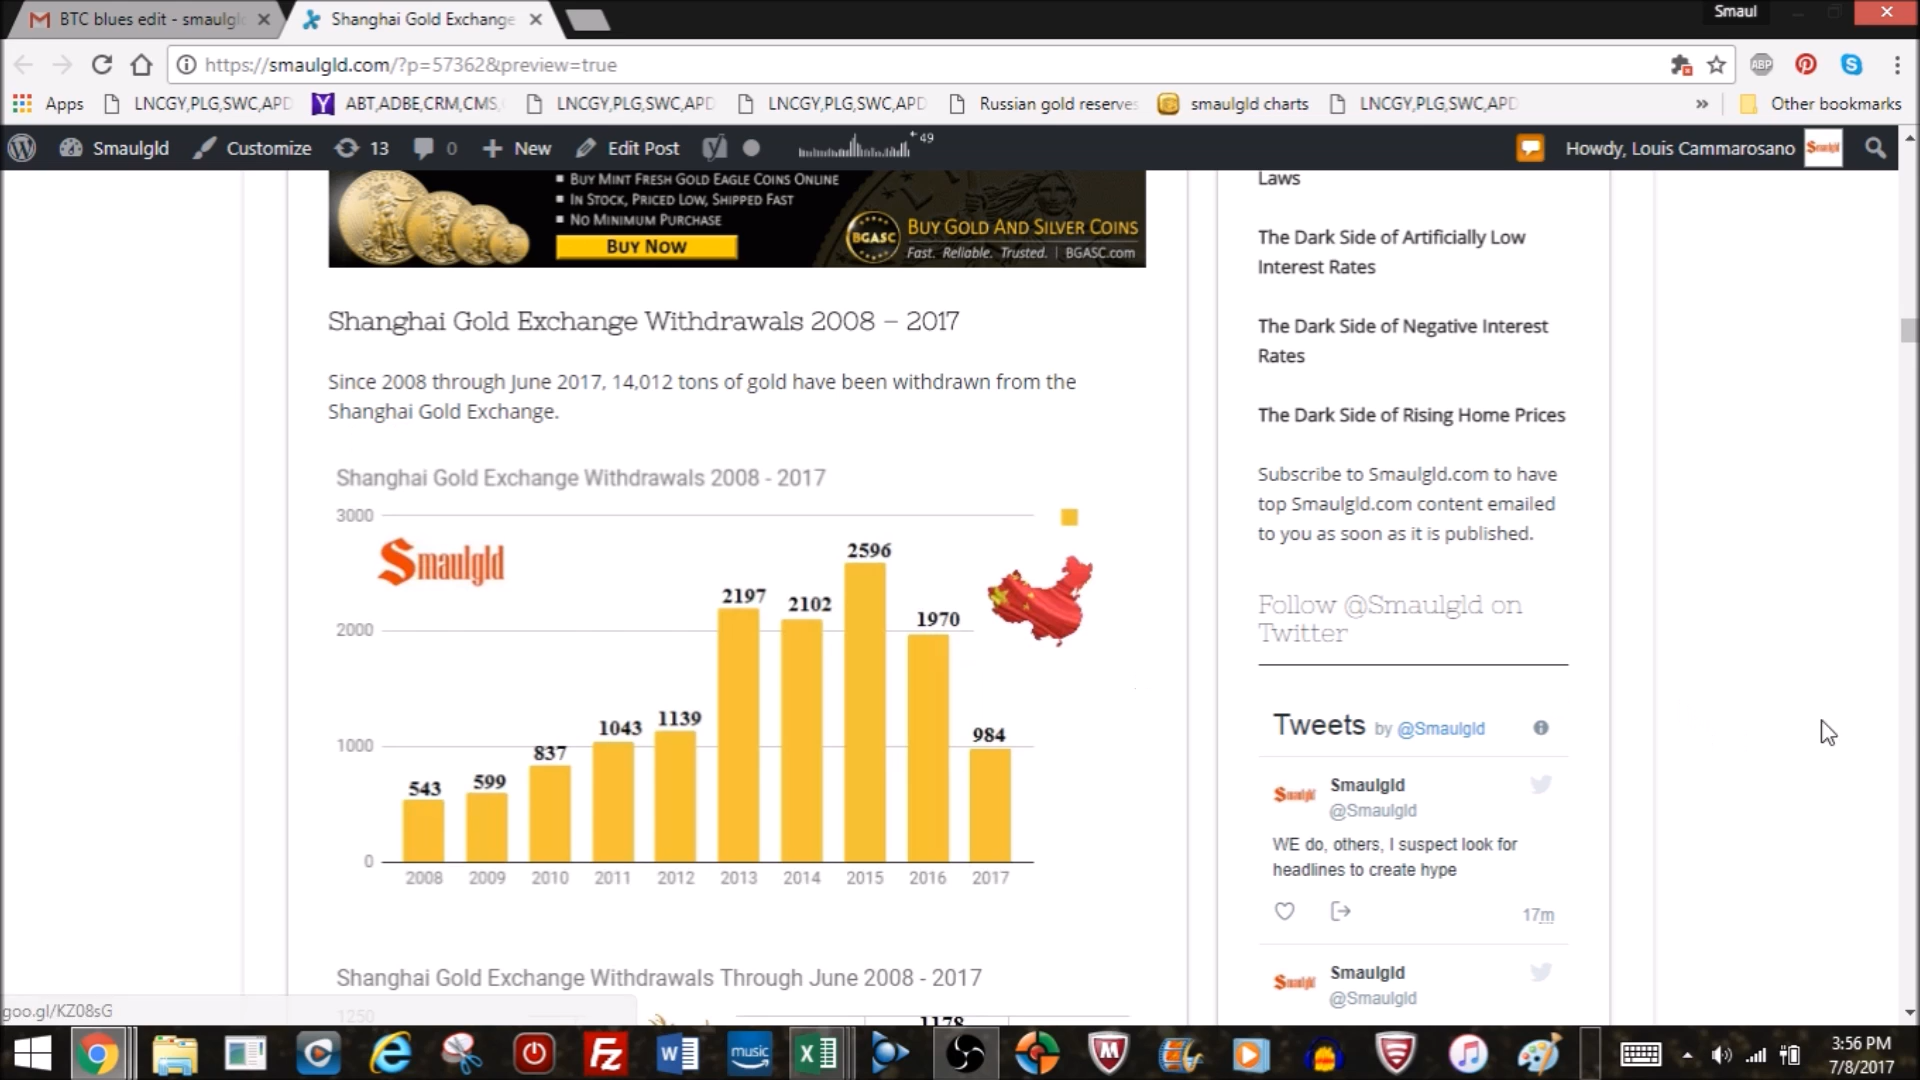 BTC blues edit - smaulgl
Shanghai Gold Exchange
Smaul
https://smaulgld.com/?p=57362&preview=true
ABP
Apps
LNCGY,PLG,SWC,APD
ABT,ADBE,CRM,CMS,
LNCGY,PLG,SWC,APD
LNCGY,PLG,SWC,APD
Russian gold reserves
smaulgld charts
LNCGY,PLG,SWC,APD
»
Other bookmarks
Smaulgld
Customize
13
0
New
Edit Post
49
Howdy, Louis Cammarosano
Smaulgld
BUY MINT FRESH GOLD EAGLE COINS ONLINE
IN STOCK, PRICED LOW, SHIPPED FAST
NO MINIMUM PURCHASE
BUY NOW
BGASC
BUY GOLD AND SILVER COINS
Fast. Reliable. Trusted. | BGASC.com
Shanghai Gold Exchange Withdrawals 2008 – 2017
Since 2008 through June 2017, 14,012 tons of gold have been withdrawn from the
Shanghai Gold Exchange.
Shanghai Gold Exchange Withdrawals 2008 - 2017
3000
Smaulgld
2596
2197
2102
2000
1970
1043
1139
984
1000
837
543
599
0
2008 2009 2010 2011 2012 2013 2014 2015 2016 2017
Shanghai Gold Exchange Withdrawals Through June 2008 - 2017
1250
1178
Laws
The Dark Side of Artificially Low
Interest Rates
The Dark Side of Negative Interest
Rates
The Dark Side of Rising Home Prices
Subscribe to Smaulgld.com to have
top Smaulgld.com content emailed
to you as soon as it is published.
Follow @Smaulgld on
Twitter
Tweets by @Smaulgld
Smaulgld
Smaulgld
@Smaulgld
WE do, others, I suspect look for
headlines to create hype
17m
Smaulgld
Smaulgld
@Smaulgld
goo.gl/KZ08sG
music
3:56 PM
7/8/2017